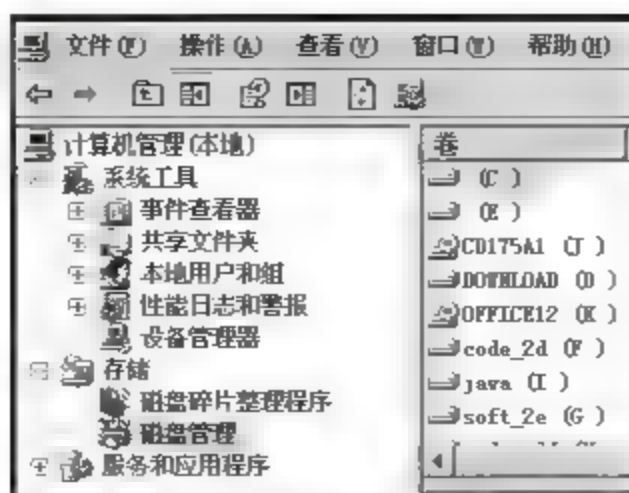 文件(F) 操作(A) 查看(V) 窗口(W) 帮助(H)
计算机管理(本地)
系统工具
事件查看器
共享文件夹
本地用户和组
性能日志和警报
设备管理器
存储
磁盘碎片整理程序
磁盘管理
服务和应用程序
卷
(C )
(E )
CD175A1 (J )
DOWNLOAD (D )
OFFICE12 (K )
code_2d (F )
java (I )
soft_2e (G )